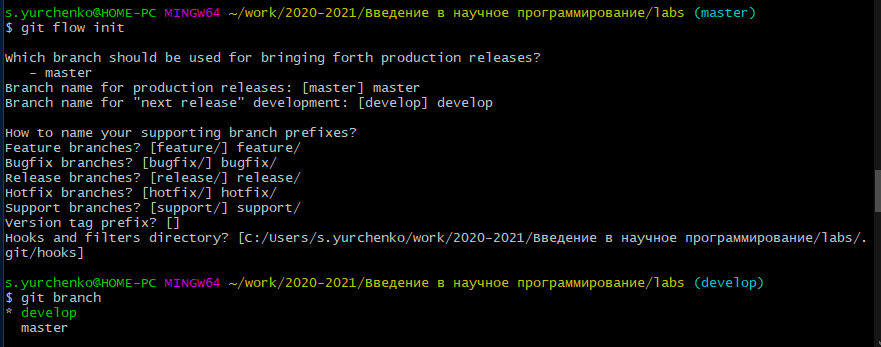 s.yurchenko@HOME-PC MINGW64 ~/work/2020-2021/Введение в научное программирование/labs (master)
$ git flow init
Which branch should be used for bringing forth production releases?
   - master
Branch name for production releases: [master] master
Branch name for "next release" development: [develop] develop
How to name your supporting branch prefixes?
Feature branches? [feature/] feature/
Bugfix branches? [bugfix/] bugfix/
Release branches? [release/] release/
Hotfix branches? [hotfix/] hotfix/
Support branches? [support/] support/
Version tag prefix? []
Hooks and filters directory? [C:/Users/s.yurchenko/work/2020-2021/Введение в научное программирование/labs/.
git/hooks]
s.yurchenko@HOME-PC MINGW64 ~/work/2020-2021/Введение в научное программирование/labs (develop)
$ git branch
* develop
  master